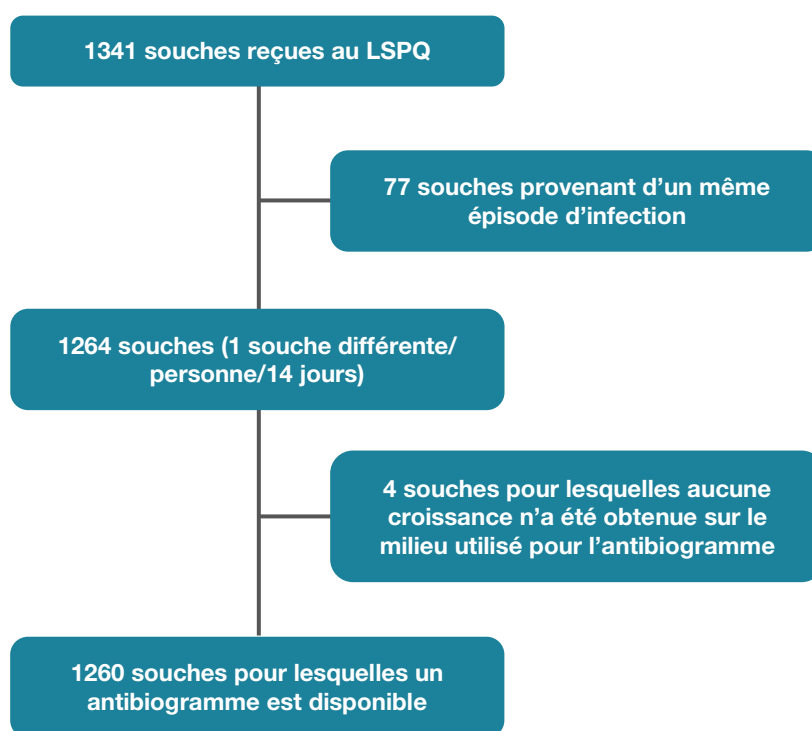 1341 souches reçues au LSPQ
77 souches provenant d’un même
épisode d’infection
1264 souches (1 souche différente/
personne/14 jours)
4 souches pour lesquelles aucune
croissance n’a été obtenue sur le
milieu utilisé pour l’antibiogramme
1260 souches pour lesquelles un
antibiogramme est disponible